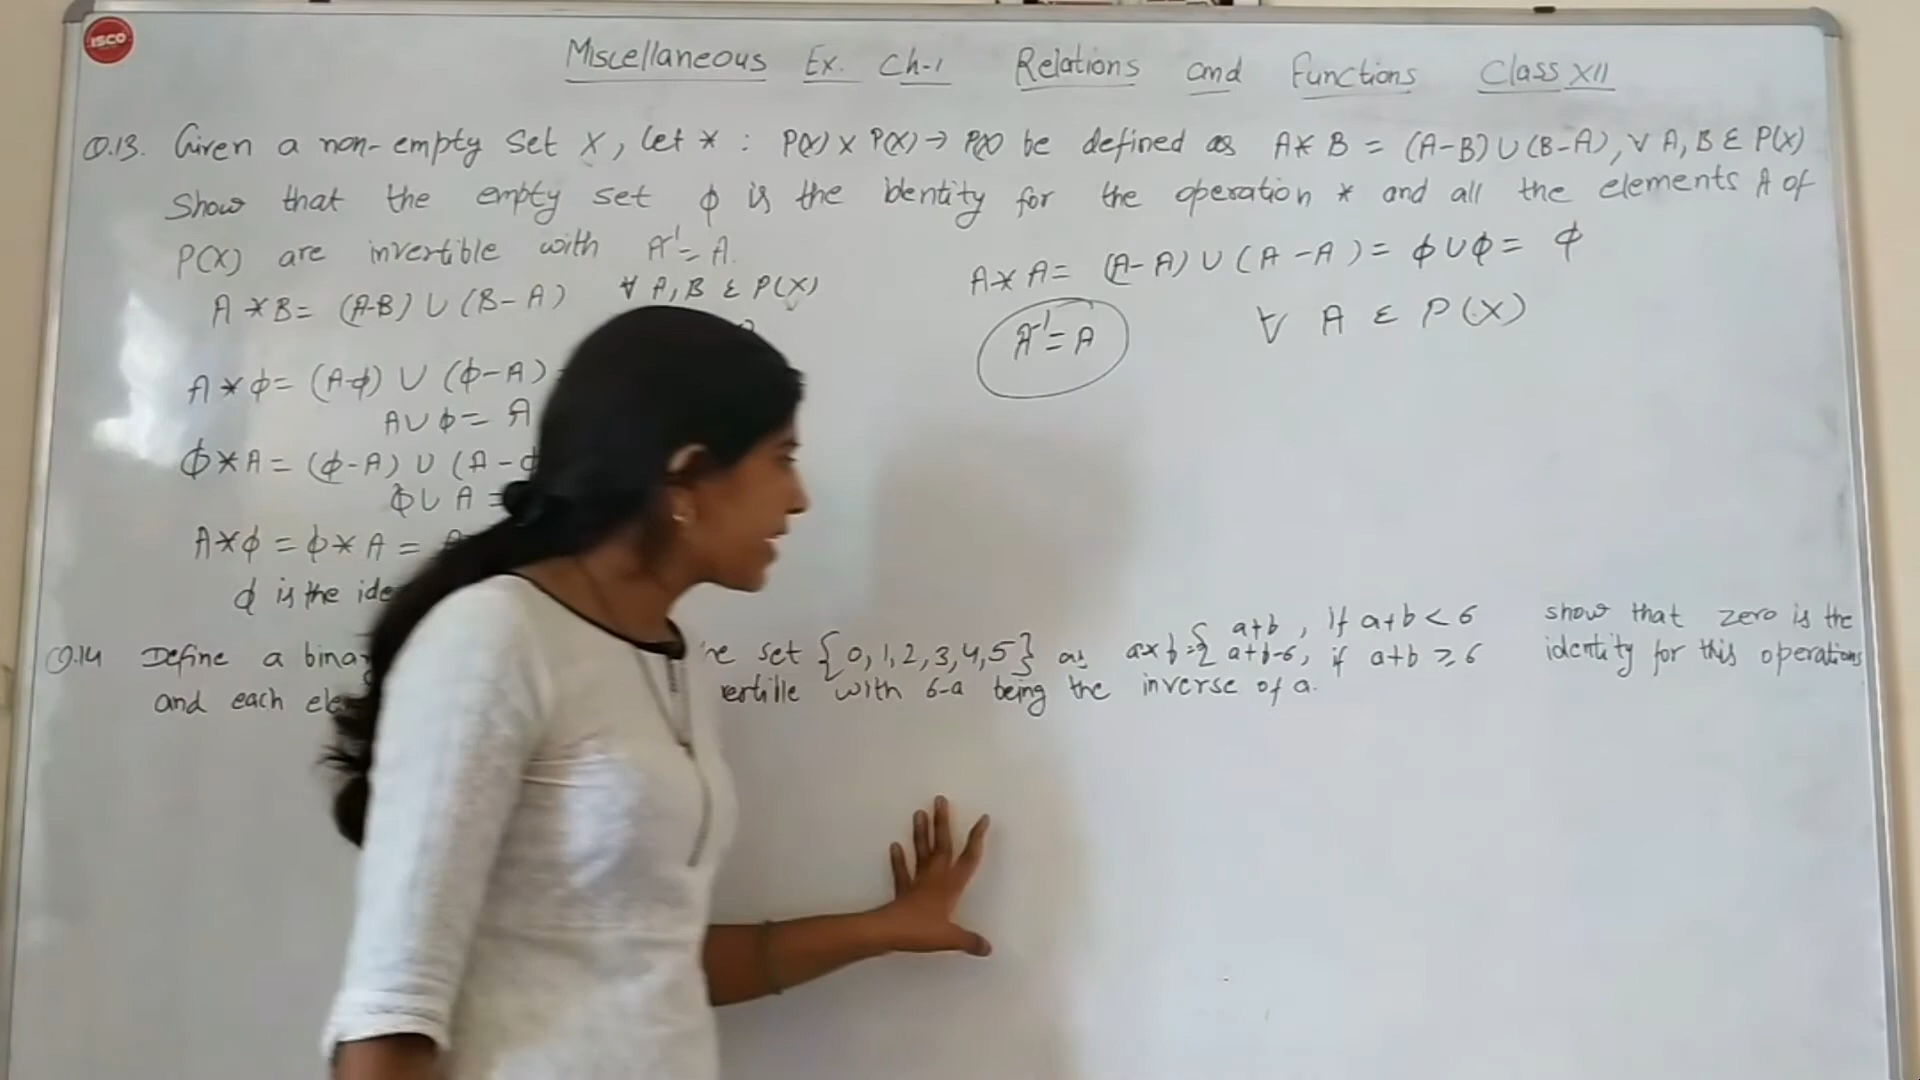 ISCO
Miscellaneous Ex. Ch-1 Relations and Functions Class XII
Q.13. Given a non-empty Set X, let * : P(X) X P(X) → P(X) be defined as A * B = (A-B) ∪ (B-A), ∀ A, B ε P(X)
Show that the empty set ϕ is the identity for the operation * and all the elements A of
P(X) are invertible with A⁻¹ = A.
A * B = (A-B) ∪ (B-A) ∀ A, B ε P(X)
A * ϕ = (A-ϕ) ∪ (ϕ-A)
A ∪ ϕ = A
ϕ * A = (ϕ-A) ∪ (A-
ϕ ∪ A =
A * ϕ = ϕ * A =
ϕ is the ide
A * A = (A-A) ∪ (A-A) = ϕ ∪ ϕ = ϕ
A⁻¹ = A ∀ A ε P(X)
Q.14 Define a bina he set {0,1,2,3,4,5} as a×b = { a+b, if a+b < 6 show that zero is the
a+b-6, if a+b ≥ 6 identity for this operations
and each ele ertible with 6-a being the inverse of a.